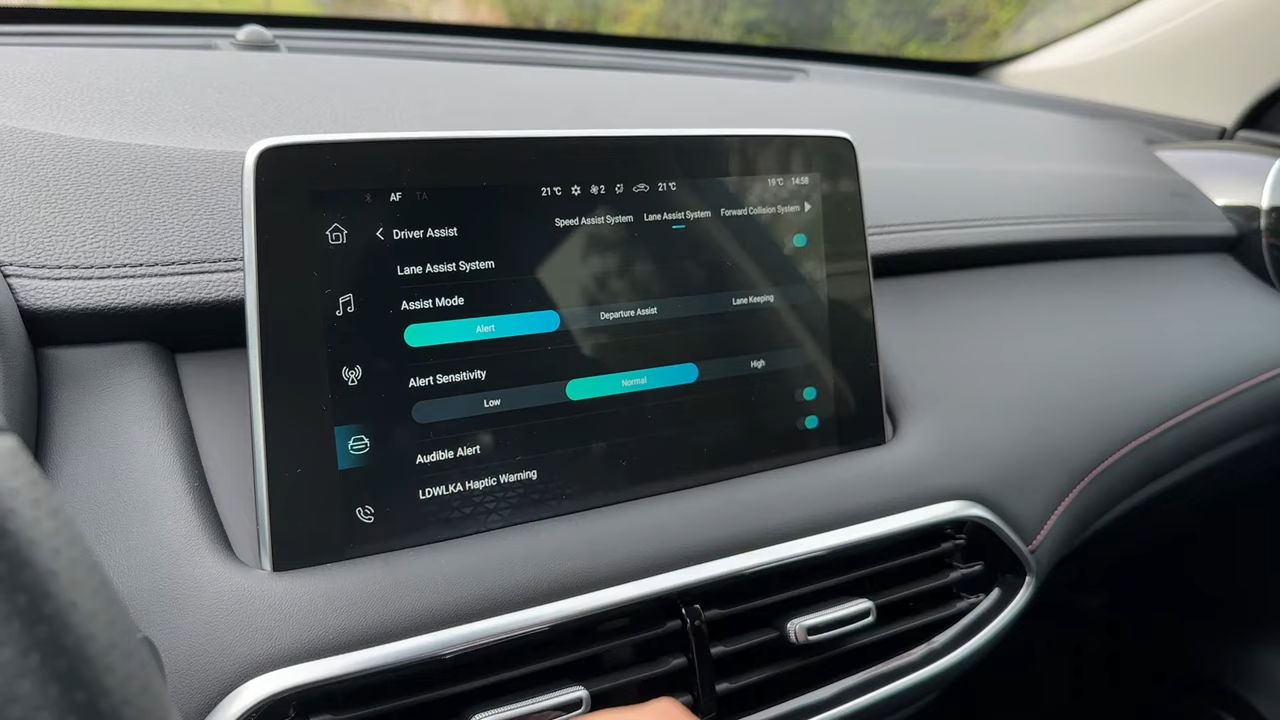 AF TA 21°C 2 21°C 19°C 14:58
Driver Assist Speed Assist System Lane Assist System Forward Collision System
Lane Assist System
Assist Mode
Alert Departure Assist Lane Keeping
Alert Sensitivity
Low Normal High
Audible Alert
LDWLKA Haptic Warning